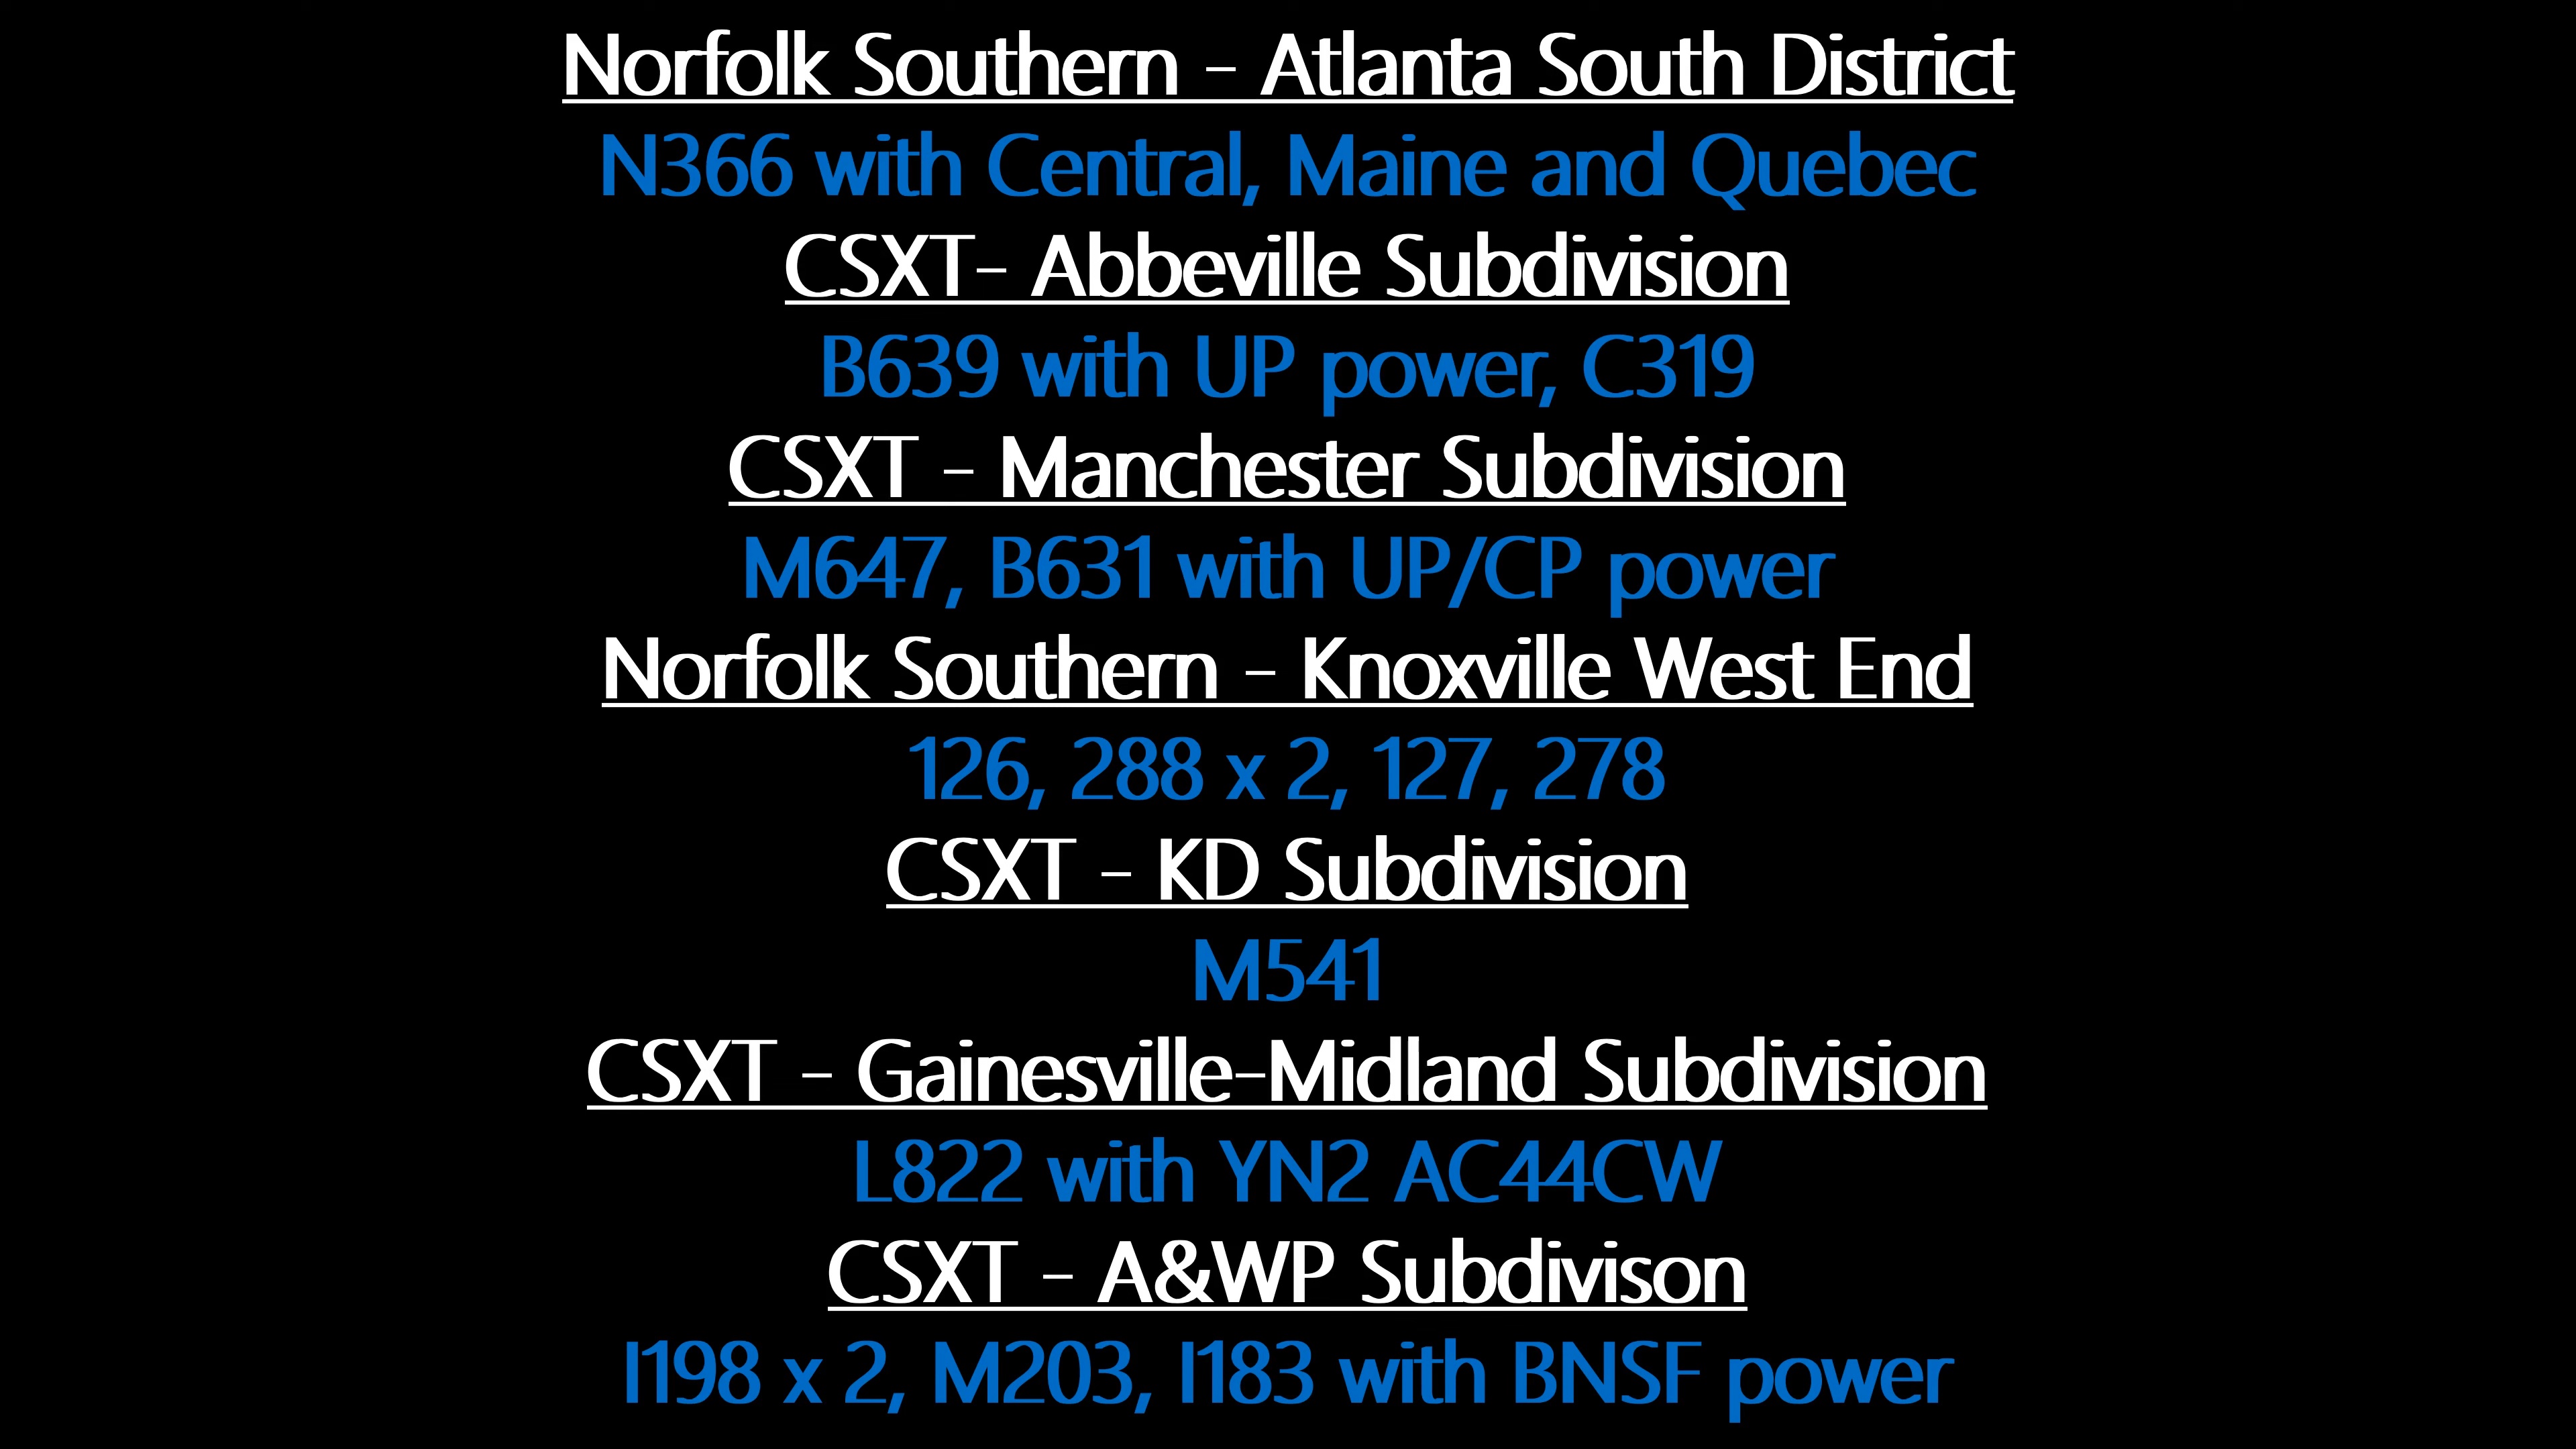 Norfolk Southern - Atlanta South District
N366 with Central, Maine and Quebec
CSXT- Abbeville Subdivision
B639 with UP power, C319
CSXT - Manchester Subdivision
M647, B631 with UP/CP power
Norfolk Southern - Knoxville West End
126, 288 x 2, 127, 278
CSXT - KD Subdivision
M541
CSXT - Gainesville-Midland Subdivision
L822 with YN2 AC44CW
CSXT - A&WP Subdivison
I198 x 2, M203, I183 with BNSF power